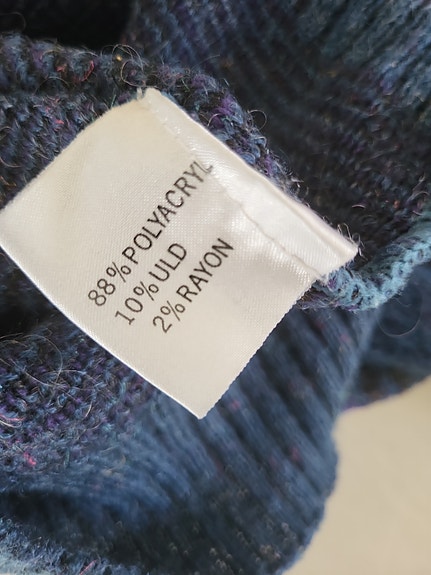 88% POLYACRYL
10% ULD
2% RAYON